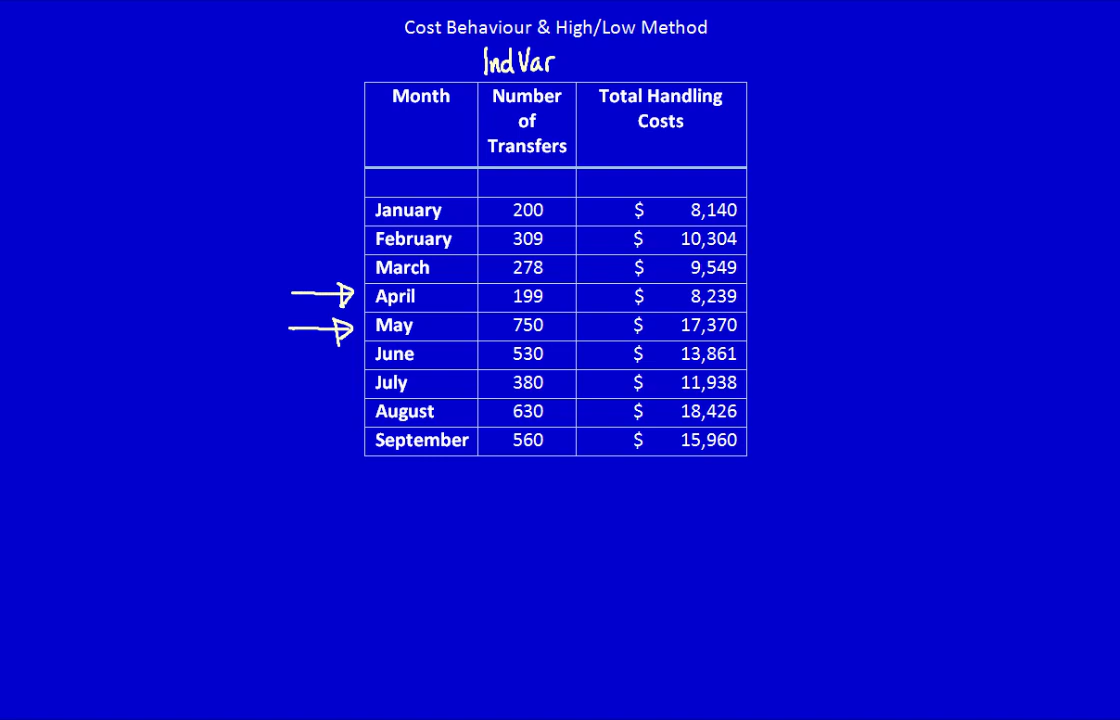 Cost Behaviour & High/Low Method
Ind Var
Month Number of Transfers Total Handling Costs
January 200 $ 8,140
February 309 $ 10,304
March 278 $ 9,549
April 199 $ 8,239
May 750 $ 17,370
June 530 $ 13,861
July 380 $ 11,938
August 630 $ 18,426
September 560 $ 15,960